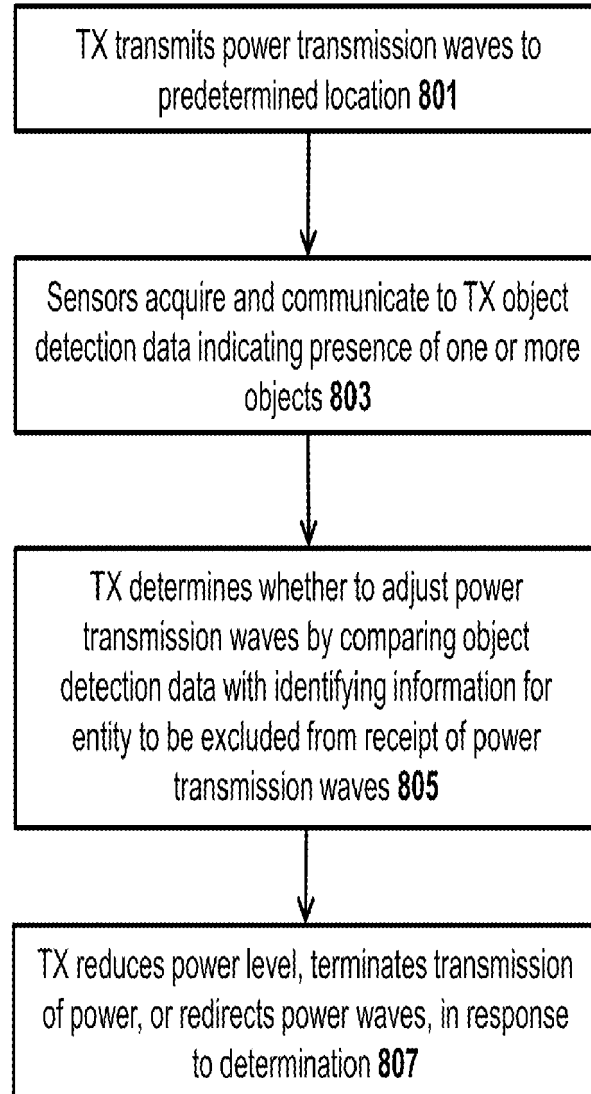 TX transmits power transmission waves to
predetermined location 801
Sensors acquire and communicate to TX object
detection data indicating presence of one or more
objects 803
TX determines whether to adjust power
transmission waves by comparing object
detection data with identifying information for
entity to be excluded from receipt of power
transmission waves 805
TX reduces power level, terminates transmission
of power, or redirects power waves, in response
to determination 807